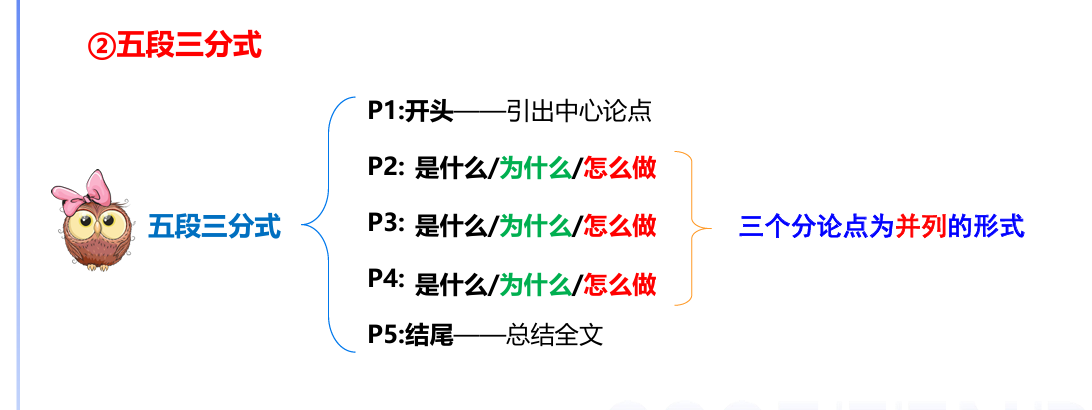 ②五段三分式
P1:开头——引出中心论点
P2: 是什么/为什么/怎么做
五段三分式
P3: 是什么/为什么/怎么做
三个分论点为并列的形式
P4: 是什么/为什么/怎么做
P5:结尾——总结全文